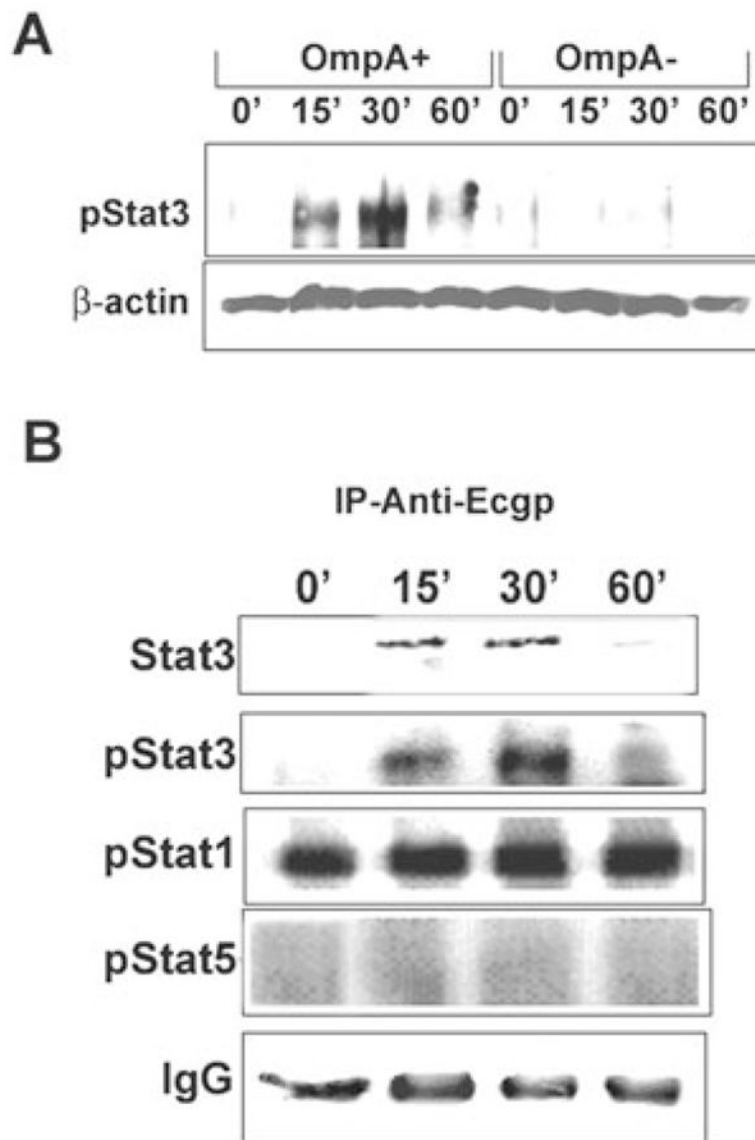 A
OmpA+ OmpA-
0' 15' 30' 60' 0' 15' 30' 60'
pStat3
β-actin
B
IP-Anti-Ecgp
0' 15' 30' 60'
Stat3
pStat3
pStat1
pStat5
IgG